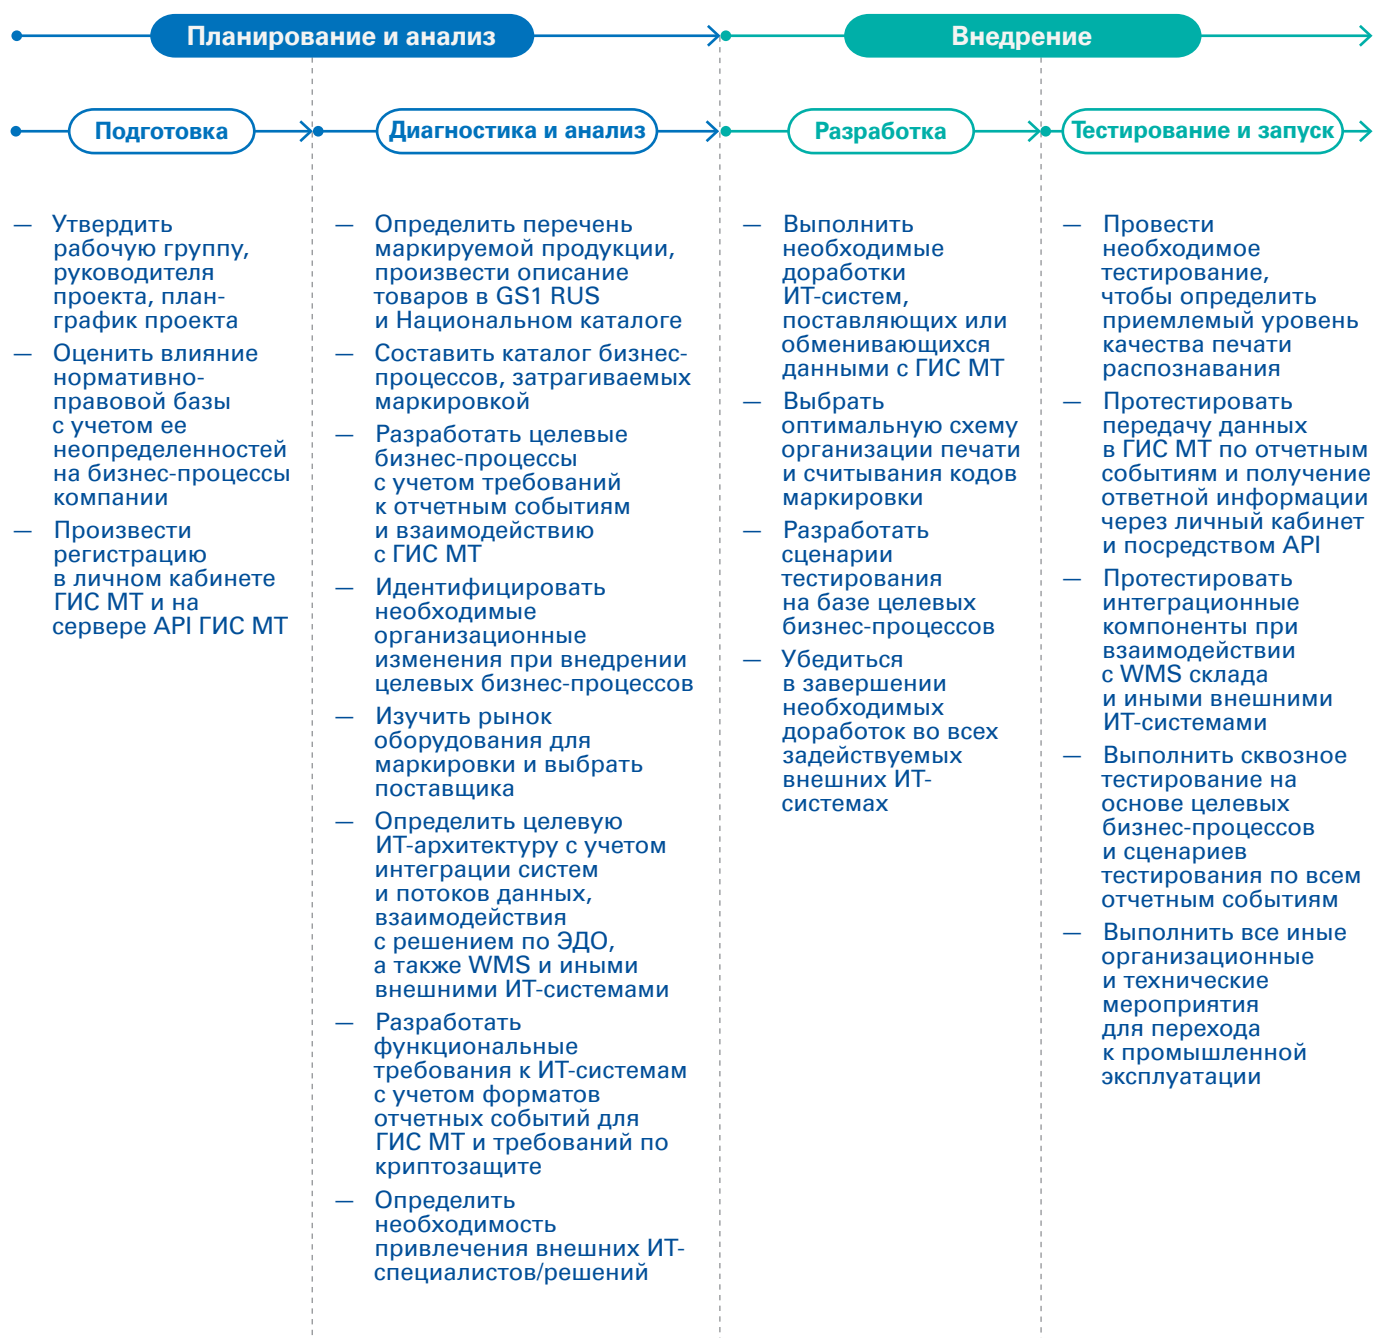 Планирование и анализ
Внедрение
Подготовка
Диагностика и анализ
Разработка
Тестирование и запуск
— Утвердить
рабочую группу,
руководителя
проекта, план-
график проекта
— Оценить влияние
нормативно-
правовой базы
с учетом ее
неопределенностей
на бизнес-процессы
компании
— Произвести
регистрацию
в личном кабинете
ГИС МТ и на
сервере API ГИС МТ
— Определить перечень
маркируемой продукции,
произвести описание
товаров в GS1 RUS
и Национальном каталоге
— Составить каталог бизнес-
процессов, затрагиваемых
маркировкой
— Разработать целевые
бизнес-процессы
с учетом требований
к отчетным событиям
и взаимодействию
с ГИС МТ
— Идентифицировать
необходимые
организационные
изменения при внедрении
целевых бизнес-процессов
— Изучить рынок
оборудования для
маркировки и выбрать
поставщика
— Определить целевую
ИТ-архитектуру с учетом
интеграции систем
и потоков данных,
взаимодействия
с решением по ЭДО,
а также WMS и иными
внешними ИТ-системами
— Разработать
функциональные
требования к ИТ-системам
с учетом форматов
отчетных событий для
ГИС МТ и требований по
криптозащите
— Определить
необходимость
привлечения внешних ИТ-
специалистов/решений
— Выполнить
необходимые
доработки
ИТ-систем,
поставляющих или
обменивающихся
данными с ГИС МТ
— Выбрать
оптимальную схему
организации печати
и считывания кодов
маркировки
— Разработать
сценарии
тестирования
на базе целевых
бизнес-процессов
— Убедиться
в завершении
необходимых
доработок во всех
задействуемых
внешних ИТ-
системах
— Провести
необходимое
тестирование,
чтобы определить
приемлемый уровень
качества печати
распознавания
— Протестировать
передачу данных
в ГИС МТ по отчетным
событиям и получение
ответной информации
через личный кабинет
и посредством API
— Протестировать
интеграционные
компоненты при
взаимодействии
с WMS склада
и иными внешними
ИТ-системами
— Выполнить сквозное
тестирование на
основе целевых
бизнес-процессов
и сценариев
тестирования по всем
отчетным событиям
— Выполнить все иные
организационные
и технические
мероприятия
для перехода
к промышленной
эксплуатации